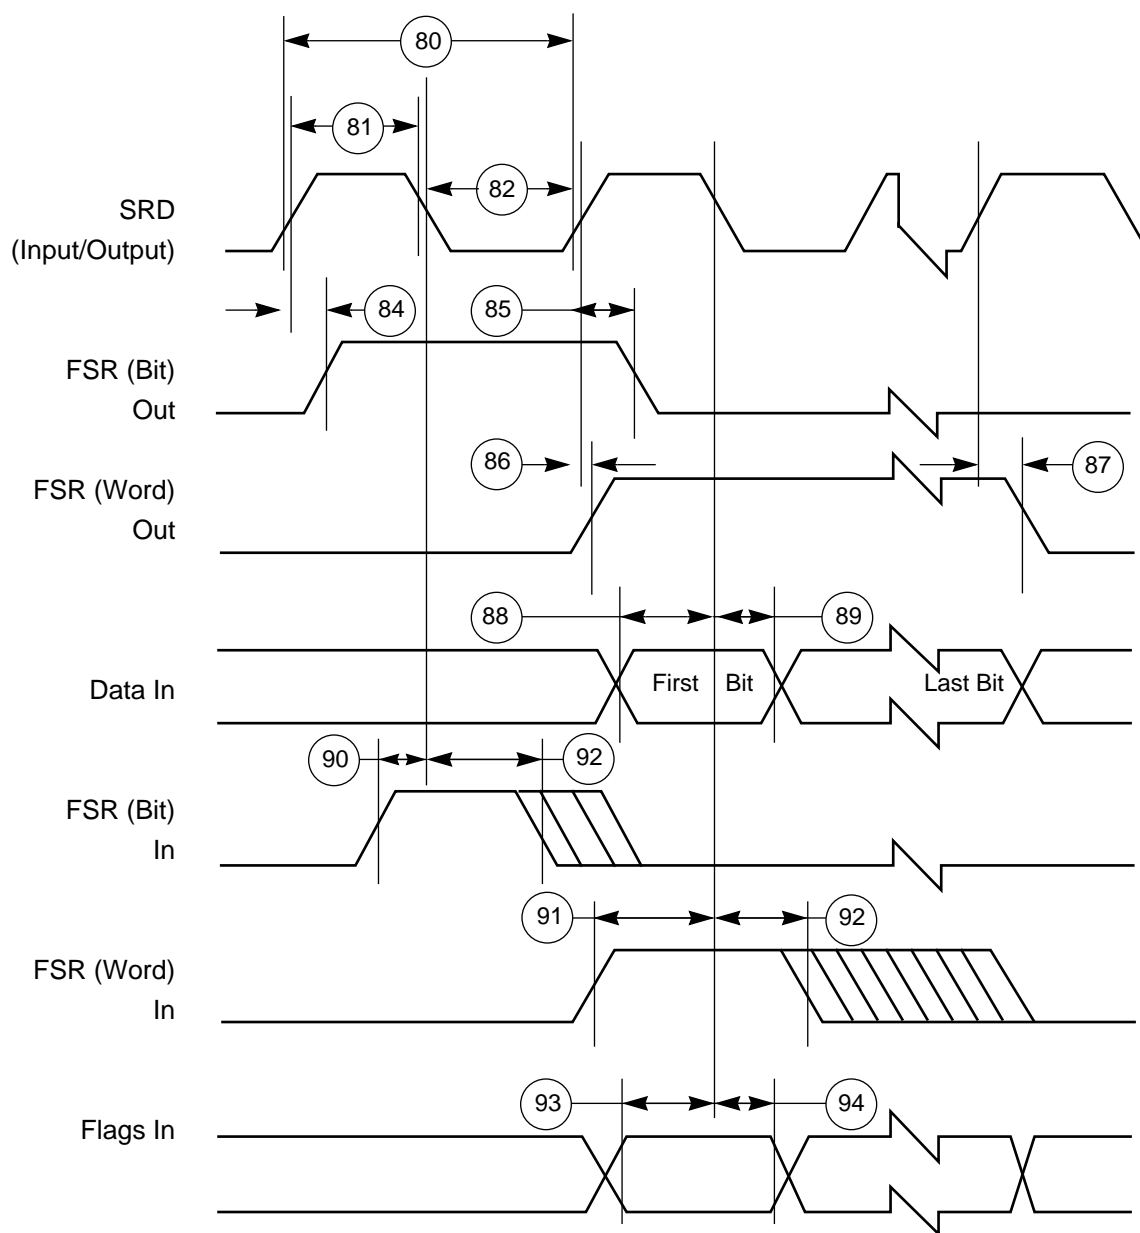 80
81
82
SRD
(Input/Output)
84
85
FSR (Bit)
Out
86
87
FSR (Word)
Out
88
89
Data In
First
Bit
Last Bit
90
92
FSR (Bit)
In
91
92
FSR (Word)
In
93
94
Flags In